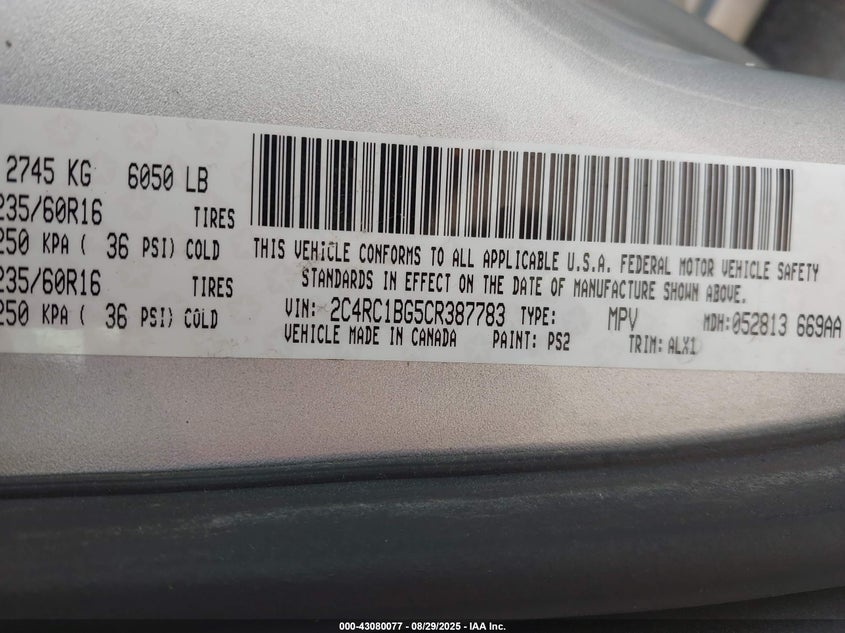 2745 KG 6050 LB
235/60R16 TIRES
250 KPA ( 36 PSI) COLD
235/60R16 TIRES
250 KPA ( 36 PSI) COLD
THIS VEHICLE CONFORMS TO ALL APPLICABLE U.S.A. FEDERAL MOTOR VEHICLE SAFETY
STANDARDS IN EFFECT ON THE DATE OF MANUFACTURE SHOWN ABOVE.
VIN: 2C4RC1BG5CR387783 TYPE: MPV MDH: 052813 669AA
VEHICLE MADE IN CANADA PAINT: PS2 TRIM: ALX1
000-43080077 - 08/29/2025 - IAA Inc.